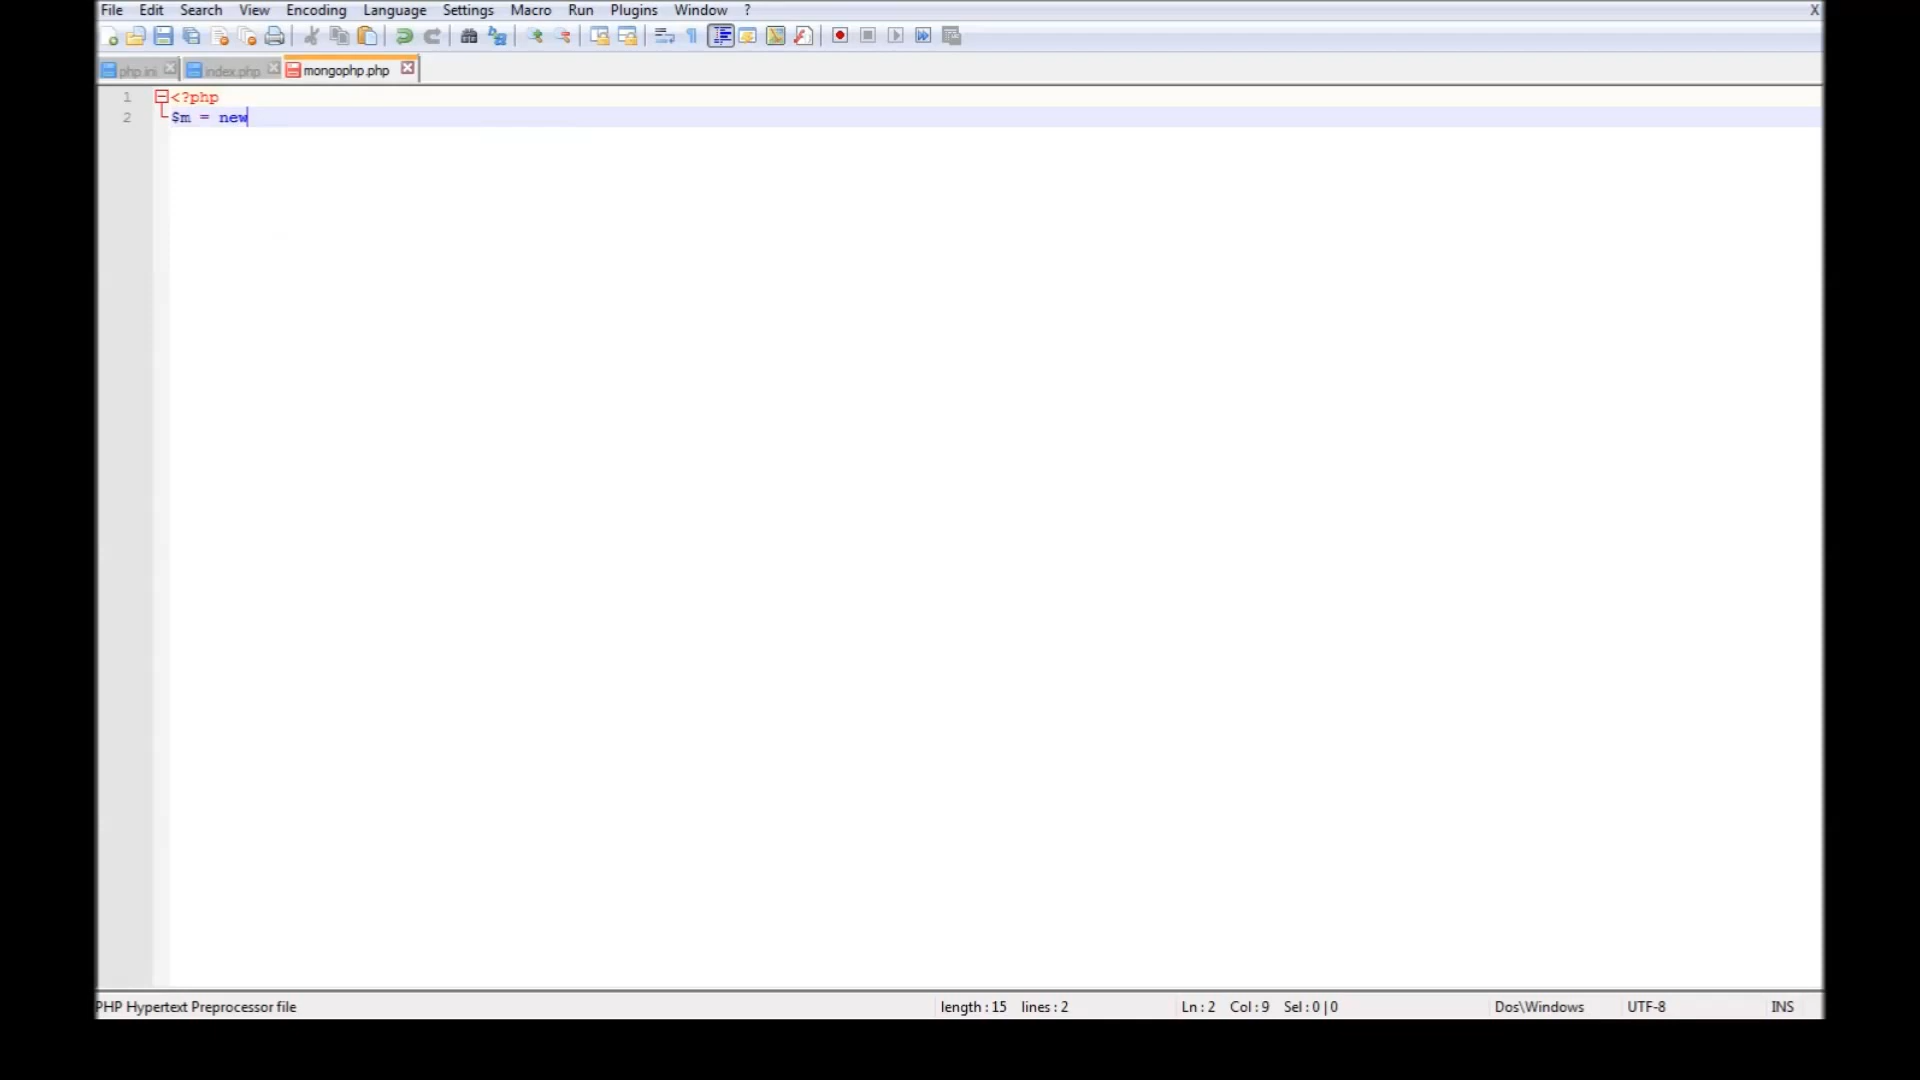 File Edit Search View Encoding Language Settings Macro Run Plugins Window ? X
php.ini index.php mongophp.php
1 <?php
2 $m = new
PHP Hypertext Preprocessor file length : 15 lines : 2 Ln : 2 Col : 9 Sel : 0 | 0 Dos\Windows UTF-8 INS